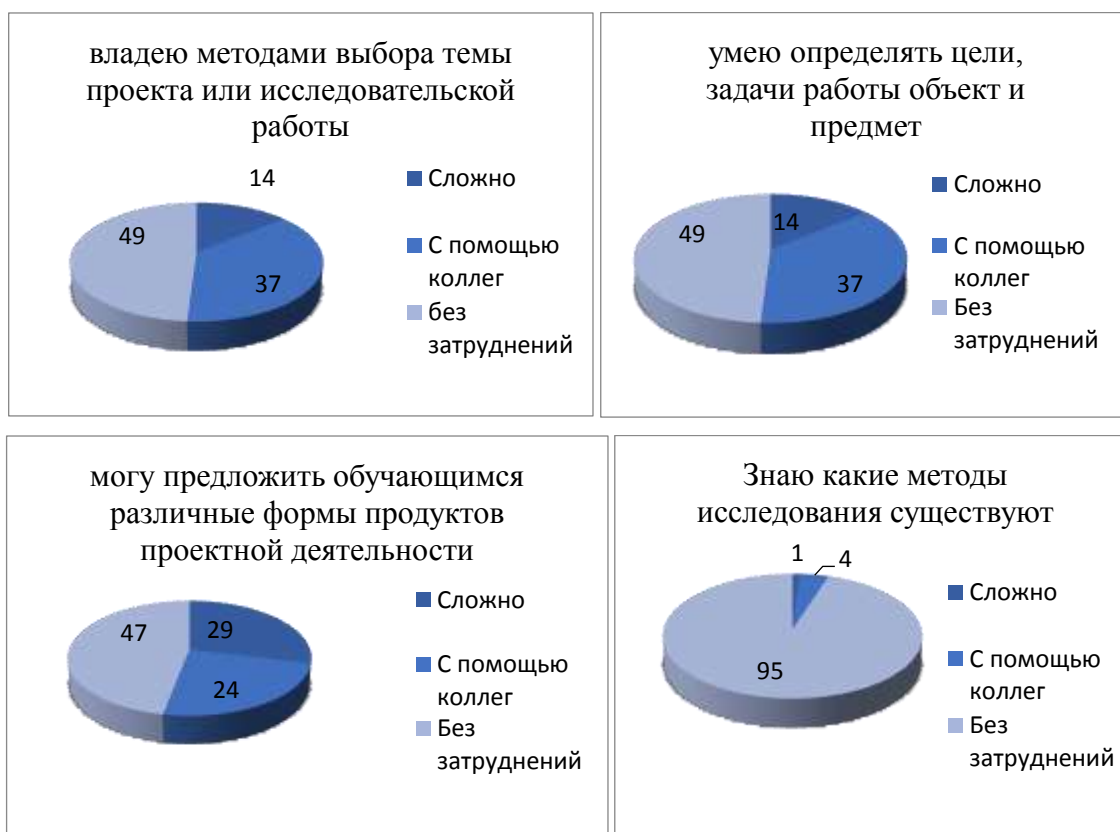 владею методами выбора темы
проекта или исследовательской
работы
14
49
37
Сложно
С помощью
коллег
без
затруднений
умею определять цели,
задачи работы объект и
предмет
14
49
37
Сложно
С помощью
коллег
Без
затруднений
могу предложить обучающимся
различные формы продуктов
проектной деятельности
29
47
24
Сложно
С помощью
коллег
Без
затруднений
Знаю какие методы
исследования существуют
1
4
95
Сложно
С помощью
коллег
Без
затруднений